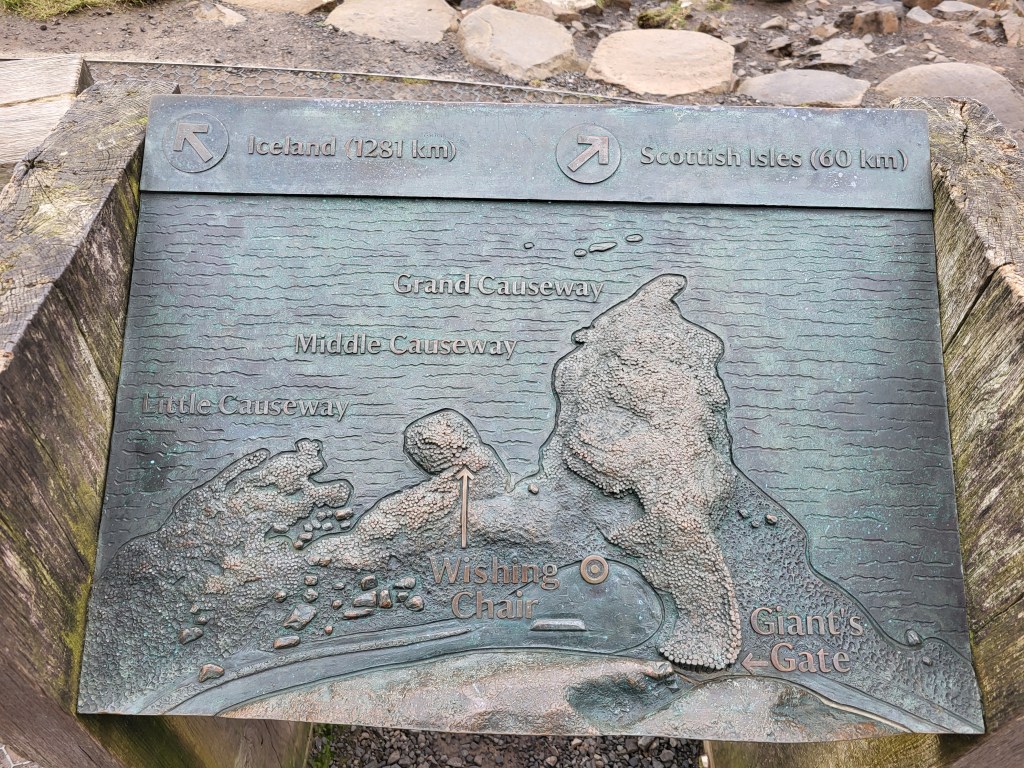 Iceland (1281 km)
Scottish Isles (60 km)
Grand Causeway
Middle Causeway
Little Causeway
Wishing
Chair
Giant's
Gate